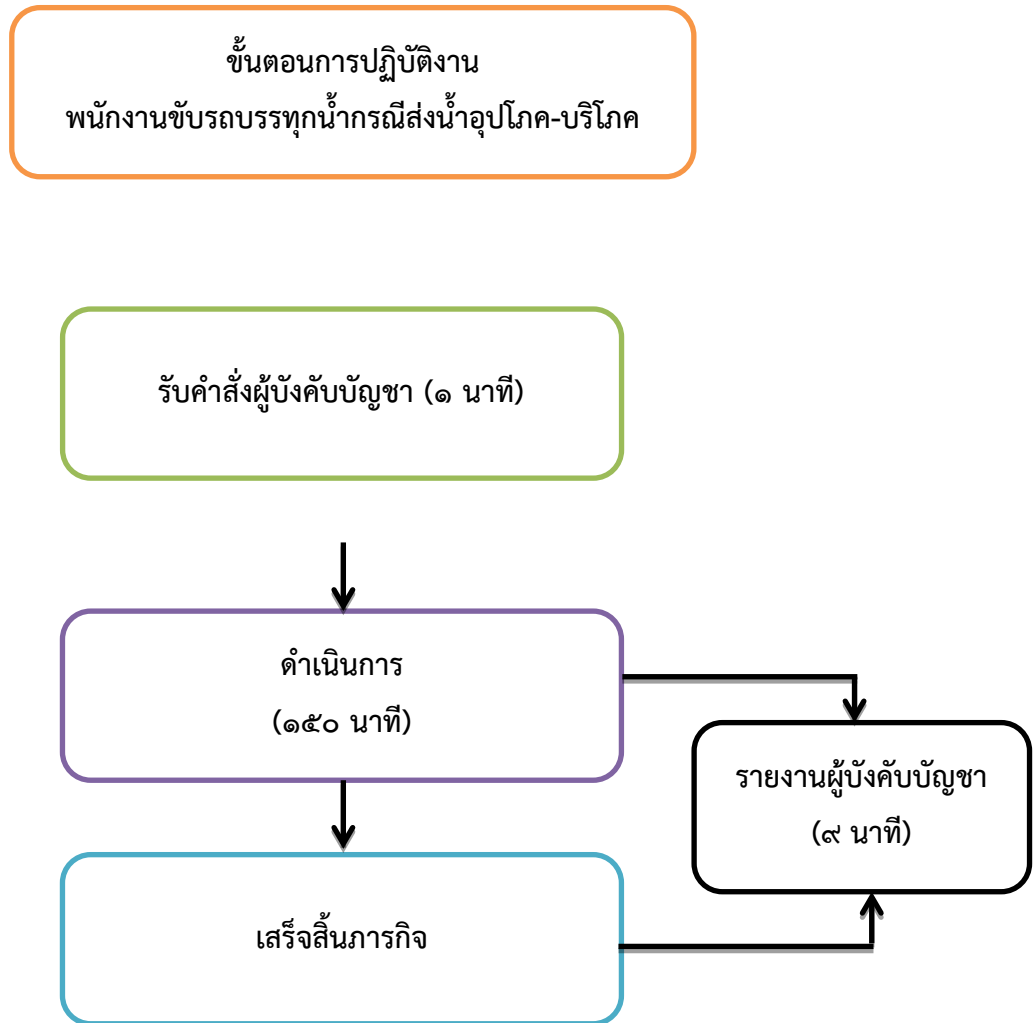 ขั้นตอนการปฏิบัติงาน
พนักงานขับรถบรรทุกน้ำกรณีส่งน้ำอุปโภค-บริโภค
รับคำสั่งผู้บังคับบัญชา (๑ นาที)
ดำเนินการ
(๑๕๐ นาที)
รายงานผู้บังคับบัญชา
(๙ นาที)
เสร็จสิ้นภารกิจ